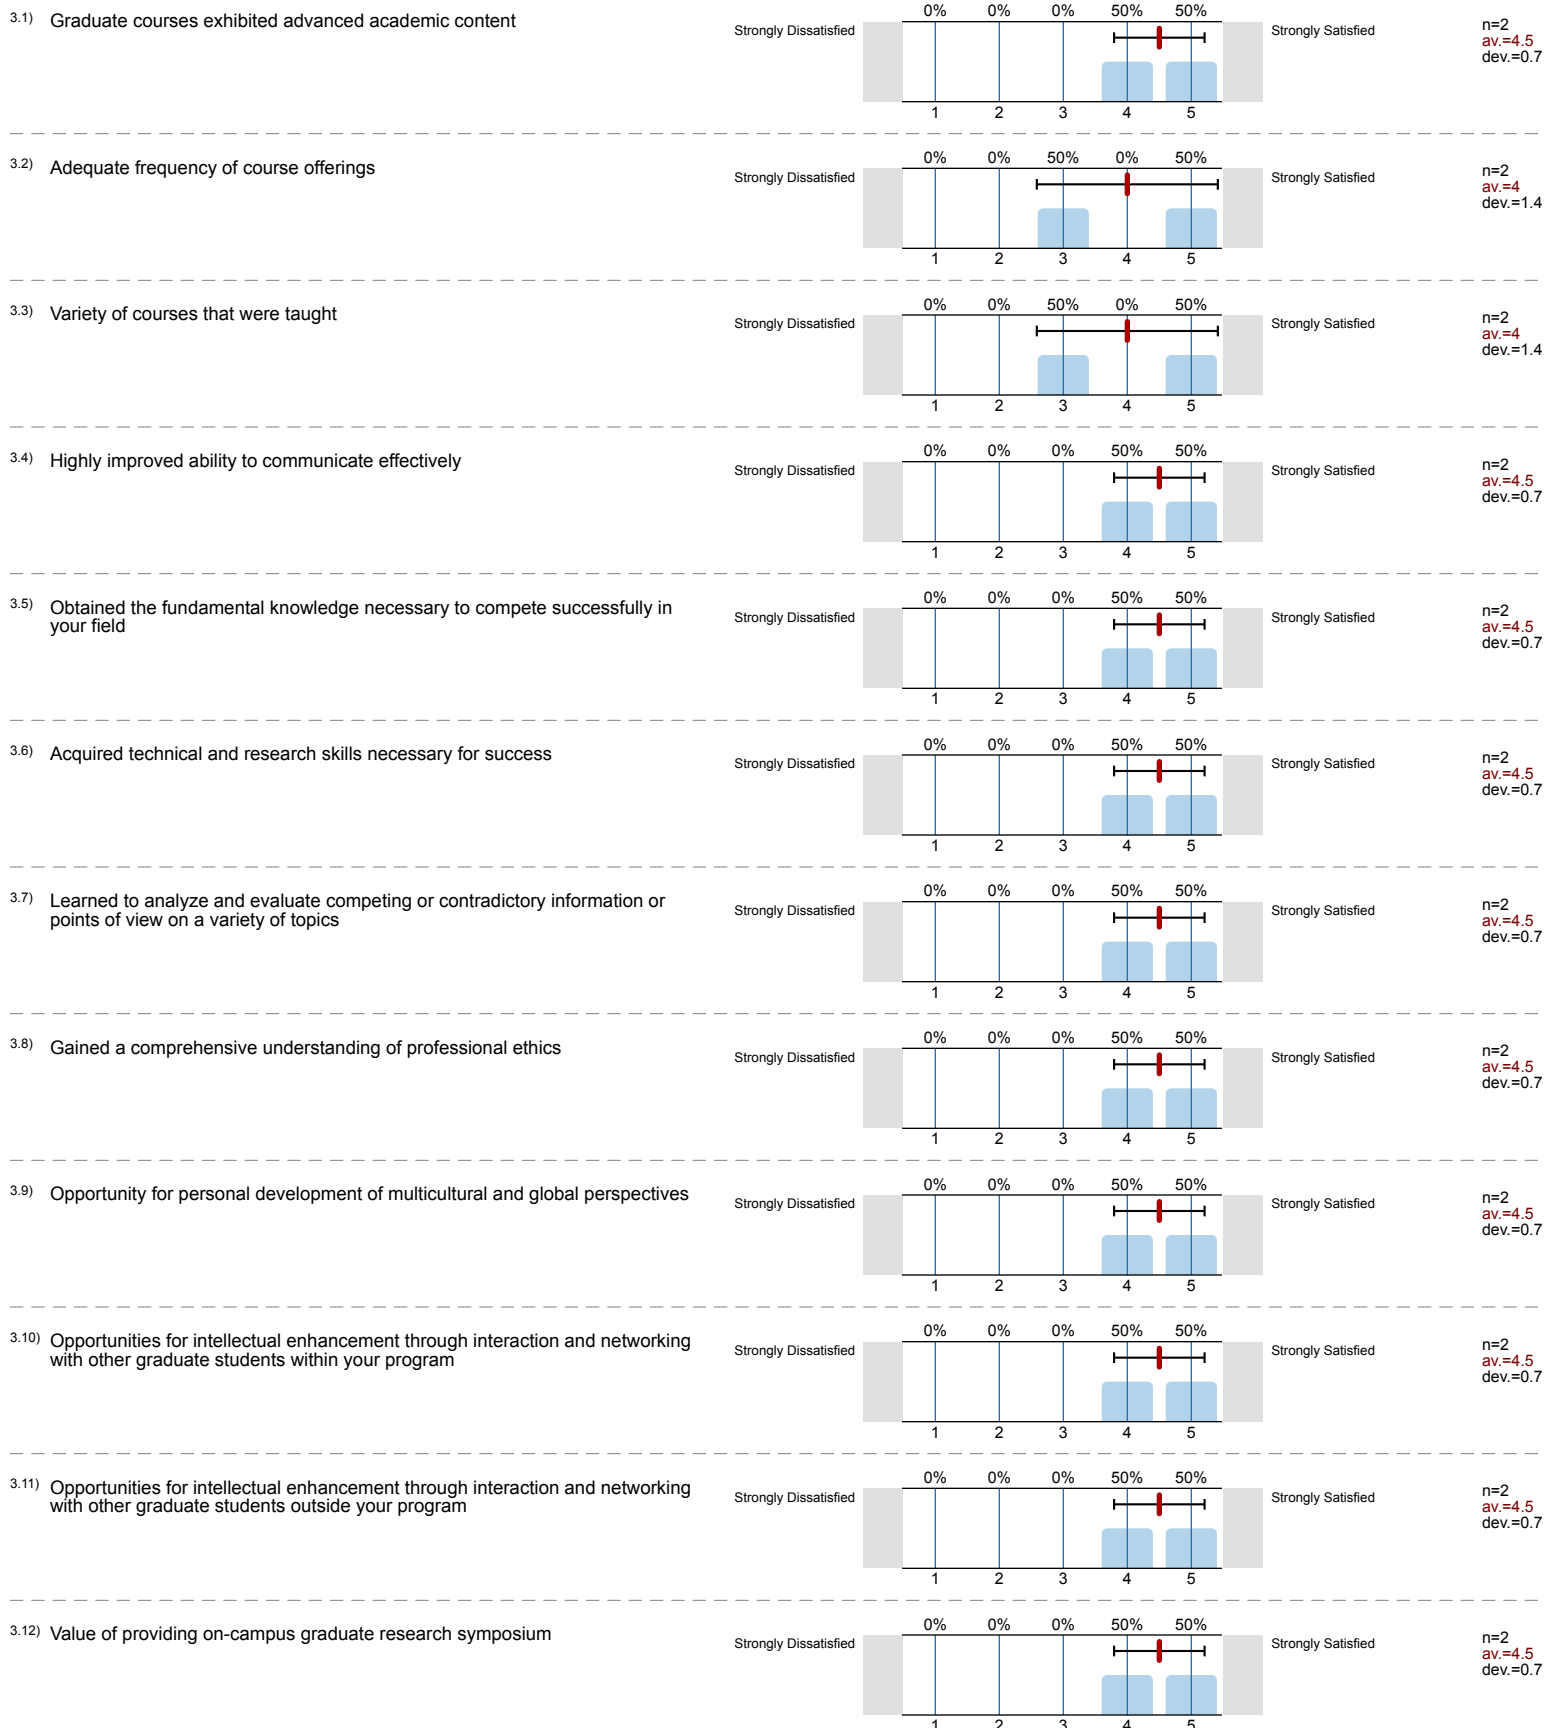 3.1) Graduate courses exhibited advanced academic content
0% 0% 0% 50% 50%
Strongly Dissatisfied Strongly Satisfied
n=2
av.=4.5
dev.=0.7
1 2 3 4 5
3.2) Adequate frequency of course offerings
0% 0% 50% 0% 50%
Strongly Dissatisfied Strongly Satisfied
n=2
av.=4
dev.=1.4
1 2 3 4 5
3.3) Variety of courses that were taught
0% 0% 50% 0% 50%
Strongly Dissatisfied Strongly Satisfied
n=2
av.=4
dev.=1.4
1 2 3 4 5
3.4) Highly improved ability to communicate effectively
0% 0% 0% 50% 50%
Strongly Dissatisfied Strongly Satisfied
n=2
av.=4.5
dev.=0.7
1 2 3 4 5
3.5) Obtained the fundamental knowledge necessary to compete successfully in
your field
0% 0% 0% 50% 50%
Strongly Dissatisfied Strongly Satisfied
n=2
av.=4.5
dev.=0.7
1 2 3 4 5
3.6) Acquired technical and research skills necessary for success
0% 0% 0% 50% 50%
Strongly Dissatisfied Strongly Satisfied
n=2
av.=4.5
dev.=0.7
1 2 3 4 5
3.7) Learned to analyze and evaluate competing or contradictory information or
points of view on a variety of topics
0% 0% 0% 50% 50%
Strongly Dissatisfied Strongly Satisfied
n=2
av.=4.5
dev.=0.7
1 2 3 4 5
3.8) Gained a comprehensive understanding of professional ethics
0% 0% 0% 50% 50%
Strongly Dissatisfied Strongly Satisfied
n=2
av.=4.5
dev.=0.7
1 2 3 4 5
3.9) Opportunity for personal development of multicultural and global perspectives
0% 0% 0% 50% 50%
Strongly Dissatisfied Strongly Satisfied
n=2
av.=4.5
dev.=0.7
1 2 3 4 5
3.10) Opportunities for intellectual enhancement through interaction and networking
with other graduate students within your program
0% 0% 0% 50% 50%
Strongly Dissatisfied Strongly Satisfied
n=2
av.=4.5
dev.=0.7
1 2 3 4 5
3.11) Opportunities for intellectual enhancement through interaction and networking
with other graduate students outside your program
0% 0% 0% 50% 50%
Strongly Dissatisfied Strongly Satisfied
n=2
av.=4.5
dev.=0.7
1 2 3 4 5
3.12) Value of providing on-campus graduate research symposium
0% 0% 0% 50% 50%
Strongly Dissatisfied Strongly Satisfied
n=2
av.=4.5
dev.=0.7
1 2 3 4 5